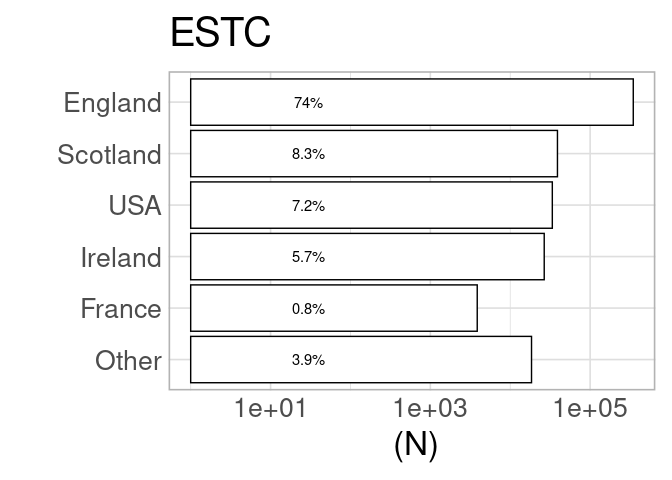 ESTC
England 74%
Scotland 8.3%
USA 7.2%
Ireland 5.7%
France 0.8%
Other 3.9%
1e+01 1e+03 1e+05
(N)